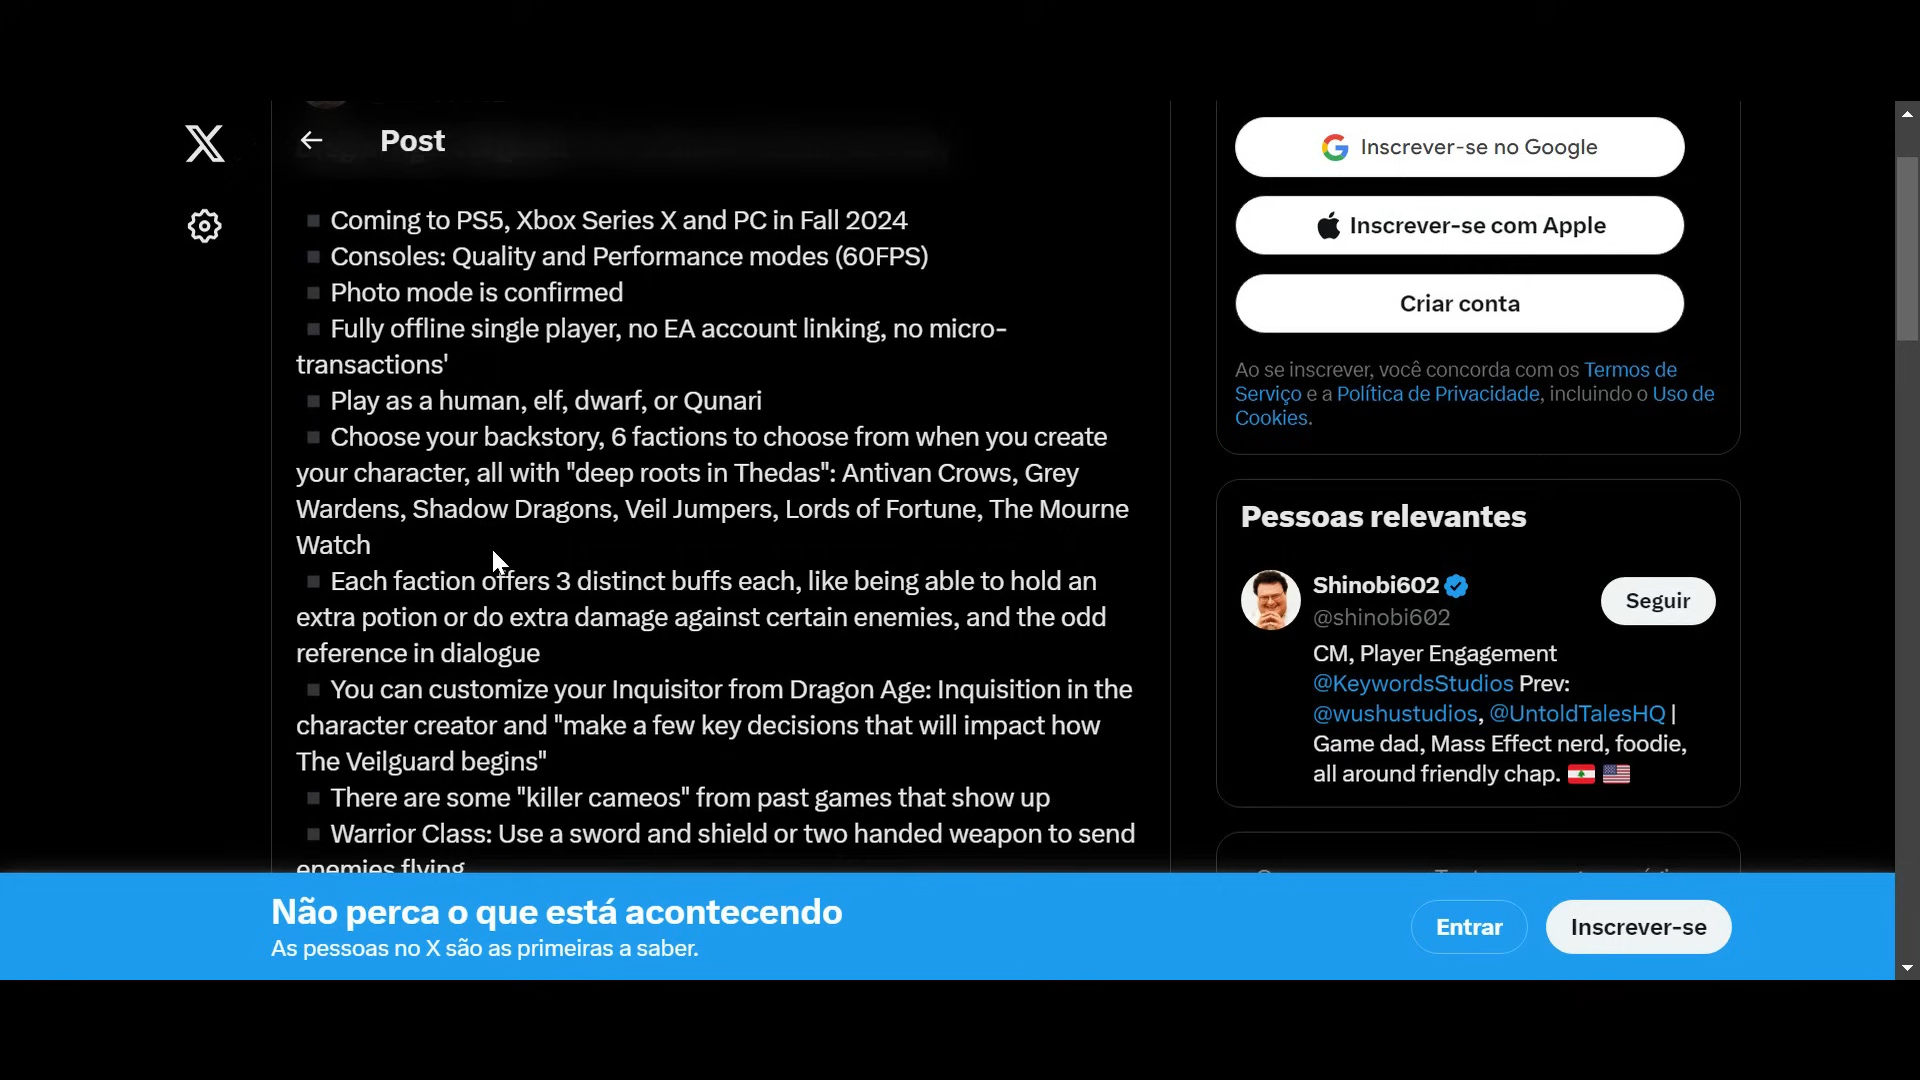 Post
Coming to PS5, Xbox Series X and PC in Fall 2024
Consoles: Quality and Performance modes (60FPS)
Photo mode is confirmed
Fully offline single player, no EA account linking, no micro-
transactions'
Play as a human, elf, dwarf, or Qunari
Choose your backstory, 6 factions to choose from when you create
your character, all with "deep roots in Thedas": Antivan Crows, Grey
Wardens, Shadow Dragons, Veil Jumpers, Lords of Fortune, The Mourne
Watch
Each faction offers 3 distinct buffs each, like being able to hold an
extra potion or do extra damage against certain enemies, and the odd
reference in dialogue
You can customize your Inquisitor from Dragon Age: Inquisition in the
character creator and "make a few key decisions that will impact how
The Veilguard begins"
There are some "killer cameos" from past games that show up
Warrior Class: Use a sword and shield or two handed weapon to send
enemies flying
Inscrever-se no Google
Inscrever-se com Apple
Criar conta
Ao se inscrever, você concorda com os Termos de
Serviço e a Política de Privacidade, incluindo o Uso de
Cookies.
Pessoas relevantes
Shinobi602
@shinobi602
Seguir
CM, Player Engagement
@KeywordsStudios Prev:
@wushustudios, @UntoldTalesHQ |
Game dad, Mass Effect nerd, foodie,
all around friendly chap. 🇱🇧 🇺🇸
Não perca o que está acontecendo
As pessoas no X são as primeiras a saber.
Entrar
Inscrever-se